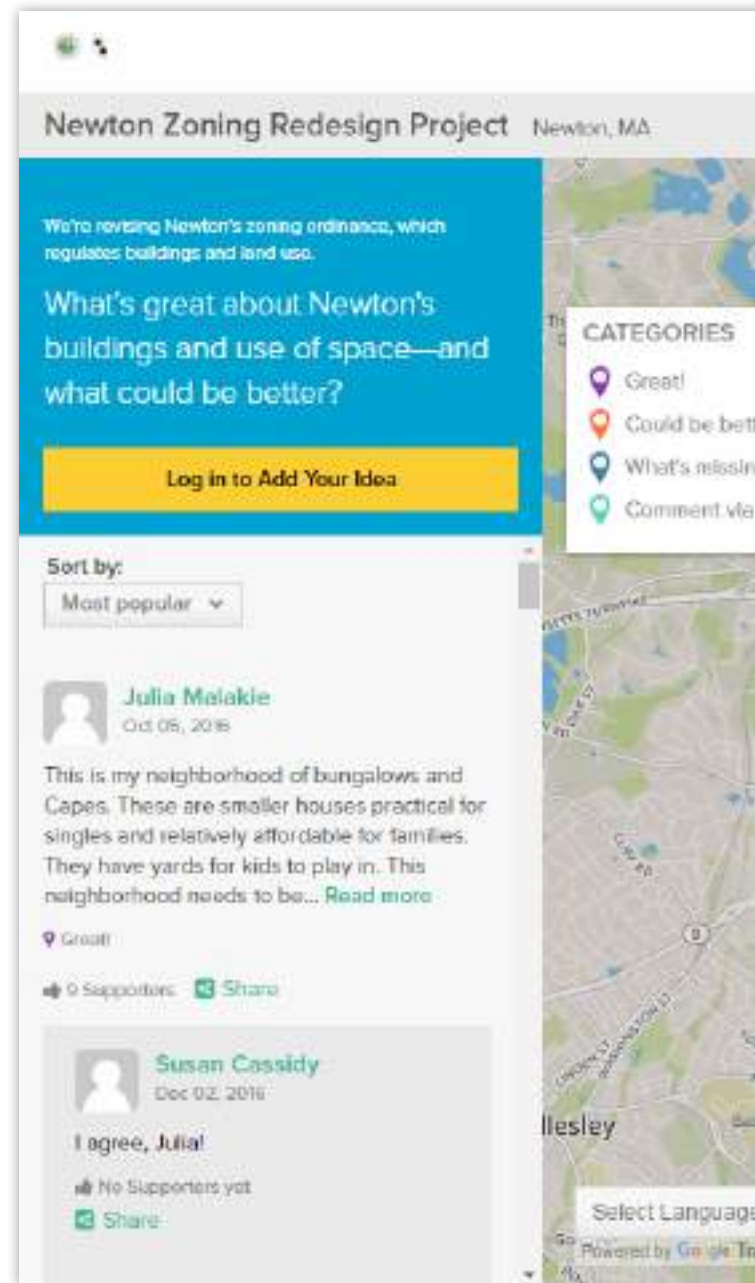 Newton Zoning Redesign Project Newton, MA
We're revising Newton's zoning ordinance, which
regulates buildings and land use.
What's great about Newton's
buildings and use of space—and
what could be better?
Log in to Add Your Idea
Sort by:
Most popular
Julia Malakie
Oct 05, 2016
This is my neighborhood of bungalows and
Capes. These are smaller houses practical for
singles and relatively affordable for families.
They have yards for kids to play in. This
neighborhood needs to be... Read more
Great!
9 Supporters Share
Susan Cassidy
Dec 02, 2016
I agree, Julia!
No Supporters yet
Share
CATEGORIES
Great!
Could be bett
What's missin
Comment via
WASHINGTON ST
9
llesley
Select Language
Powered by Google